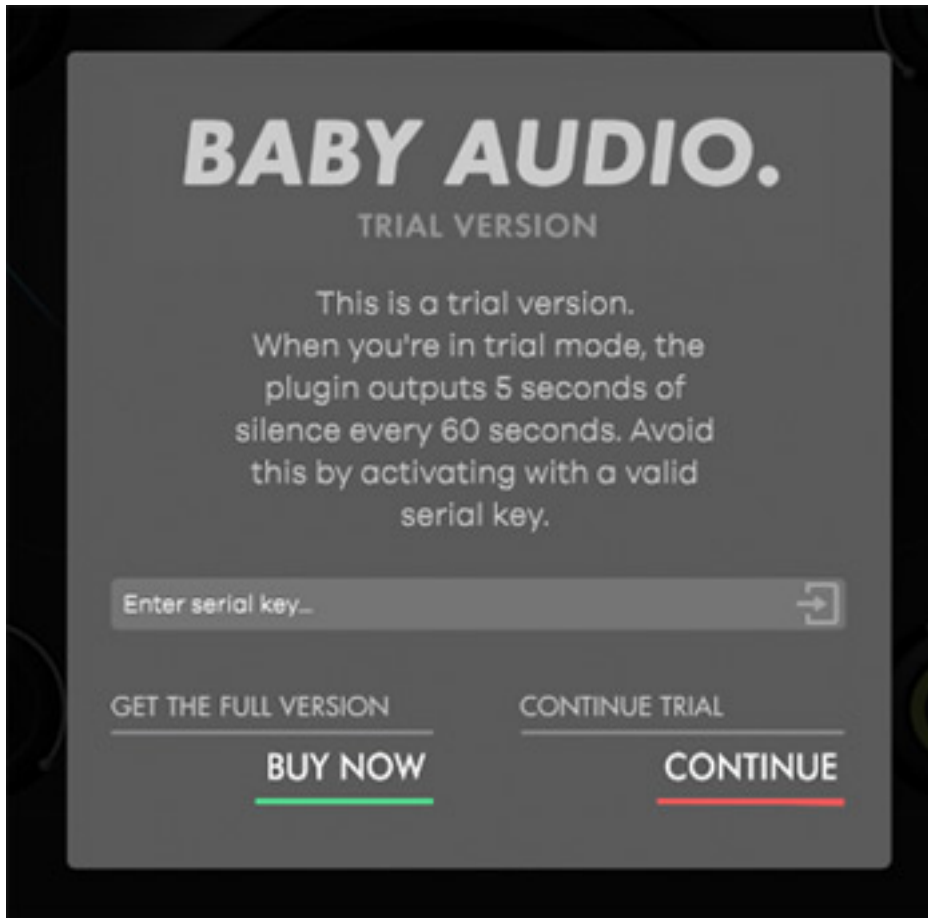 BABY AUDIO.
TRIAL VERSION
This is a trial version.
When you're in trial mode, the
plugin outputs 5 seconds of
silence every 60 seconds. Avoid
this by activating with a valid
serial key.
Enter serial key...
GET THE FULL VERSION
BUY NOW
CONTINUE TRIAL
CONTINUE